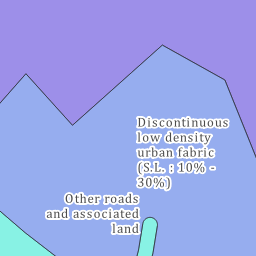 Discontinuous
low density
urban fabric
(S.L. : 10% -
30%)
Other roads
and associated
land